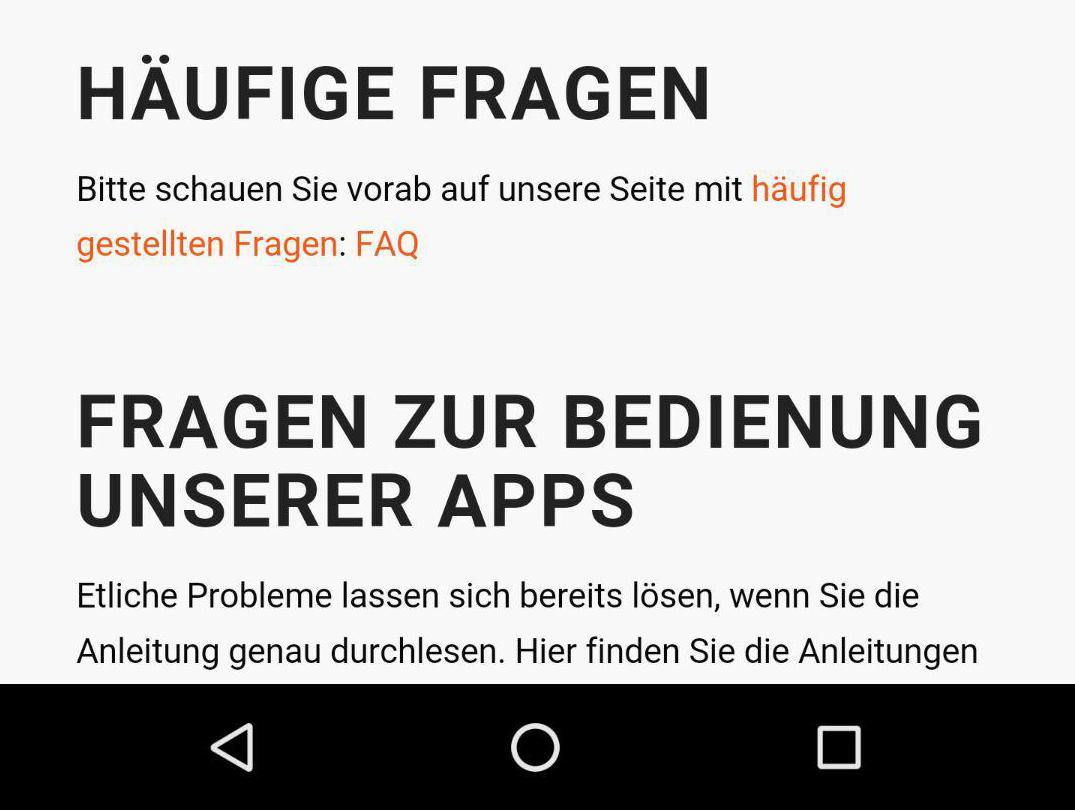 HÄUFIGE FRAGEN
Bitte schauen Sie vorab auf unsere Seite mit häufig
gestellten Fragen: FAQ
FRAGEN ZUR BEDIENUNG
UNSERER APPS
Etliche Probleme lassen sich bereits lösen, wenn Sie die
Anleitung genau durchlesen. Hier finden Sie die Anleitungen